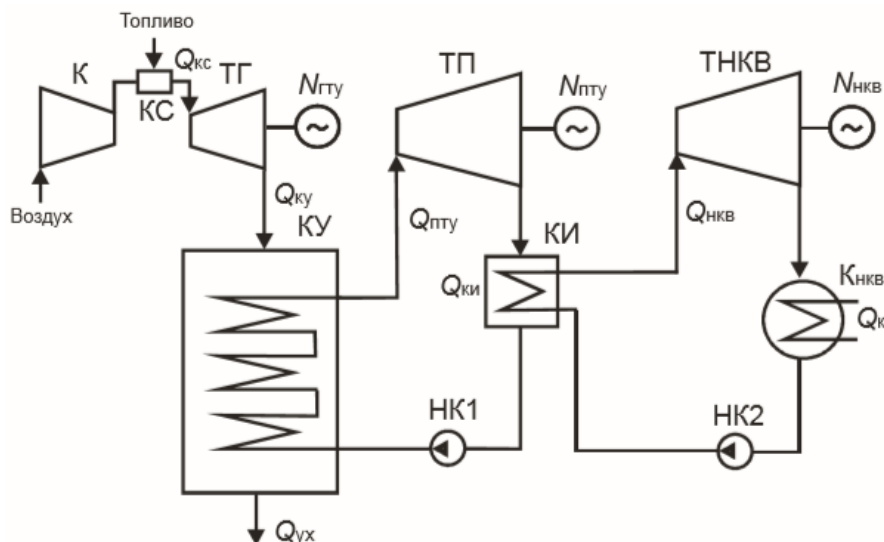 Топливо
К
Qкс
ТГ
КС
Nгту
ТП
Nпту
ТНКВ
Nнкв
Воздух
Qку
КУ
Qпту
КИ
Qнкв
Qки
Kнкв
Qк
НК1
НК2
Qух